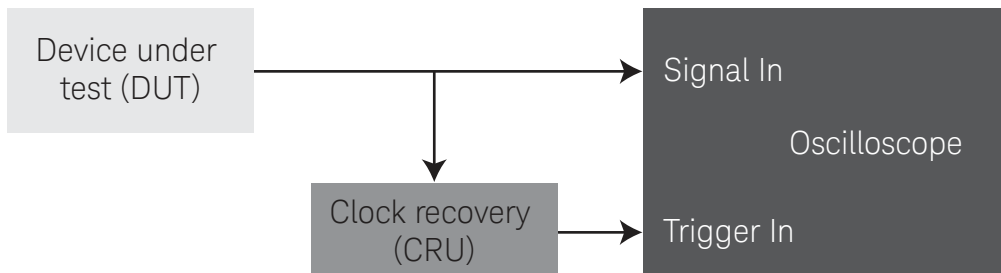 Device under
test (DUT)
Signal In
Oscilloscope
Clock recovery
(CRU)
Trigger In